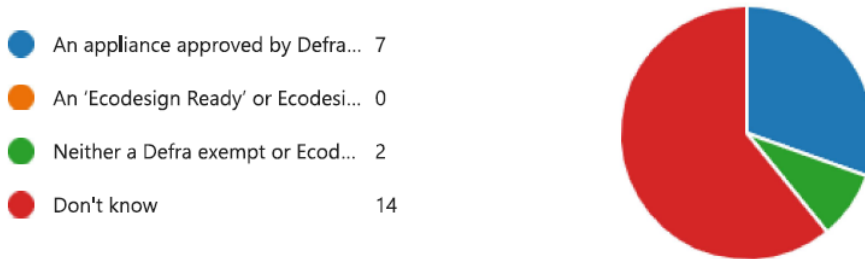 An appliance approved by Defra... 7
An ‘Ecodesign Ready’ or Ecodesi... 0
Neither a Defra exempt or Ecod... 2
Don't know 14